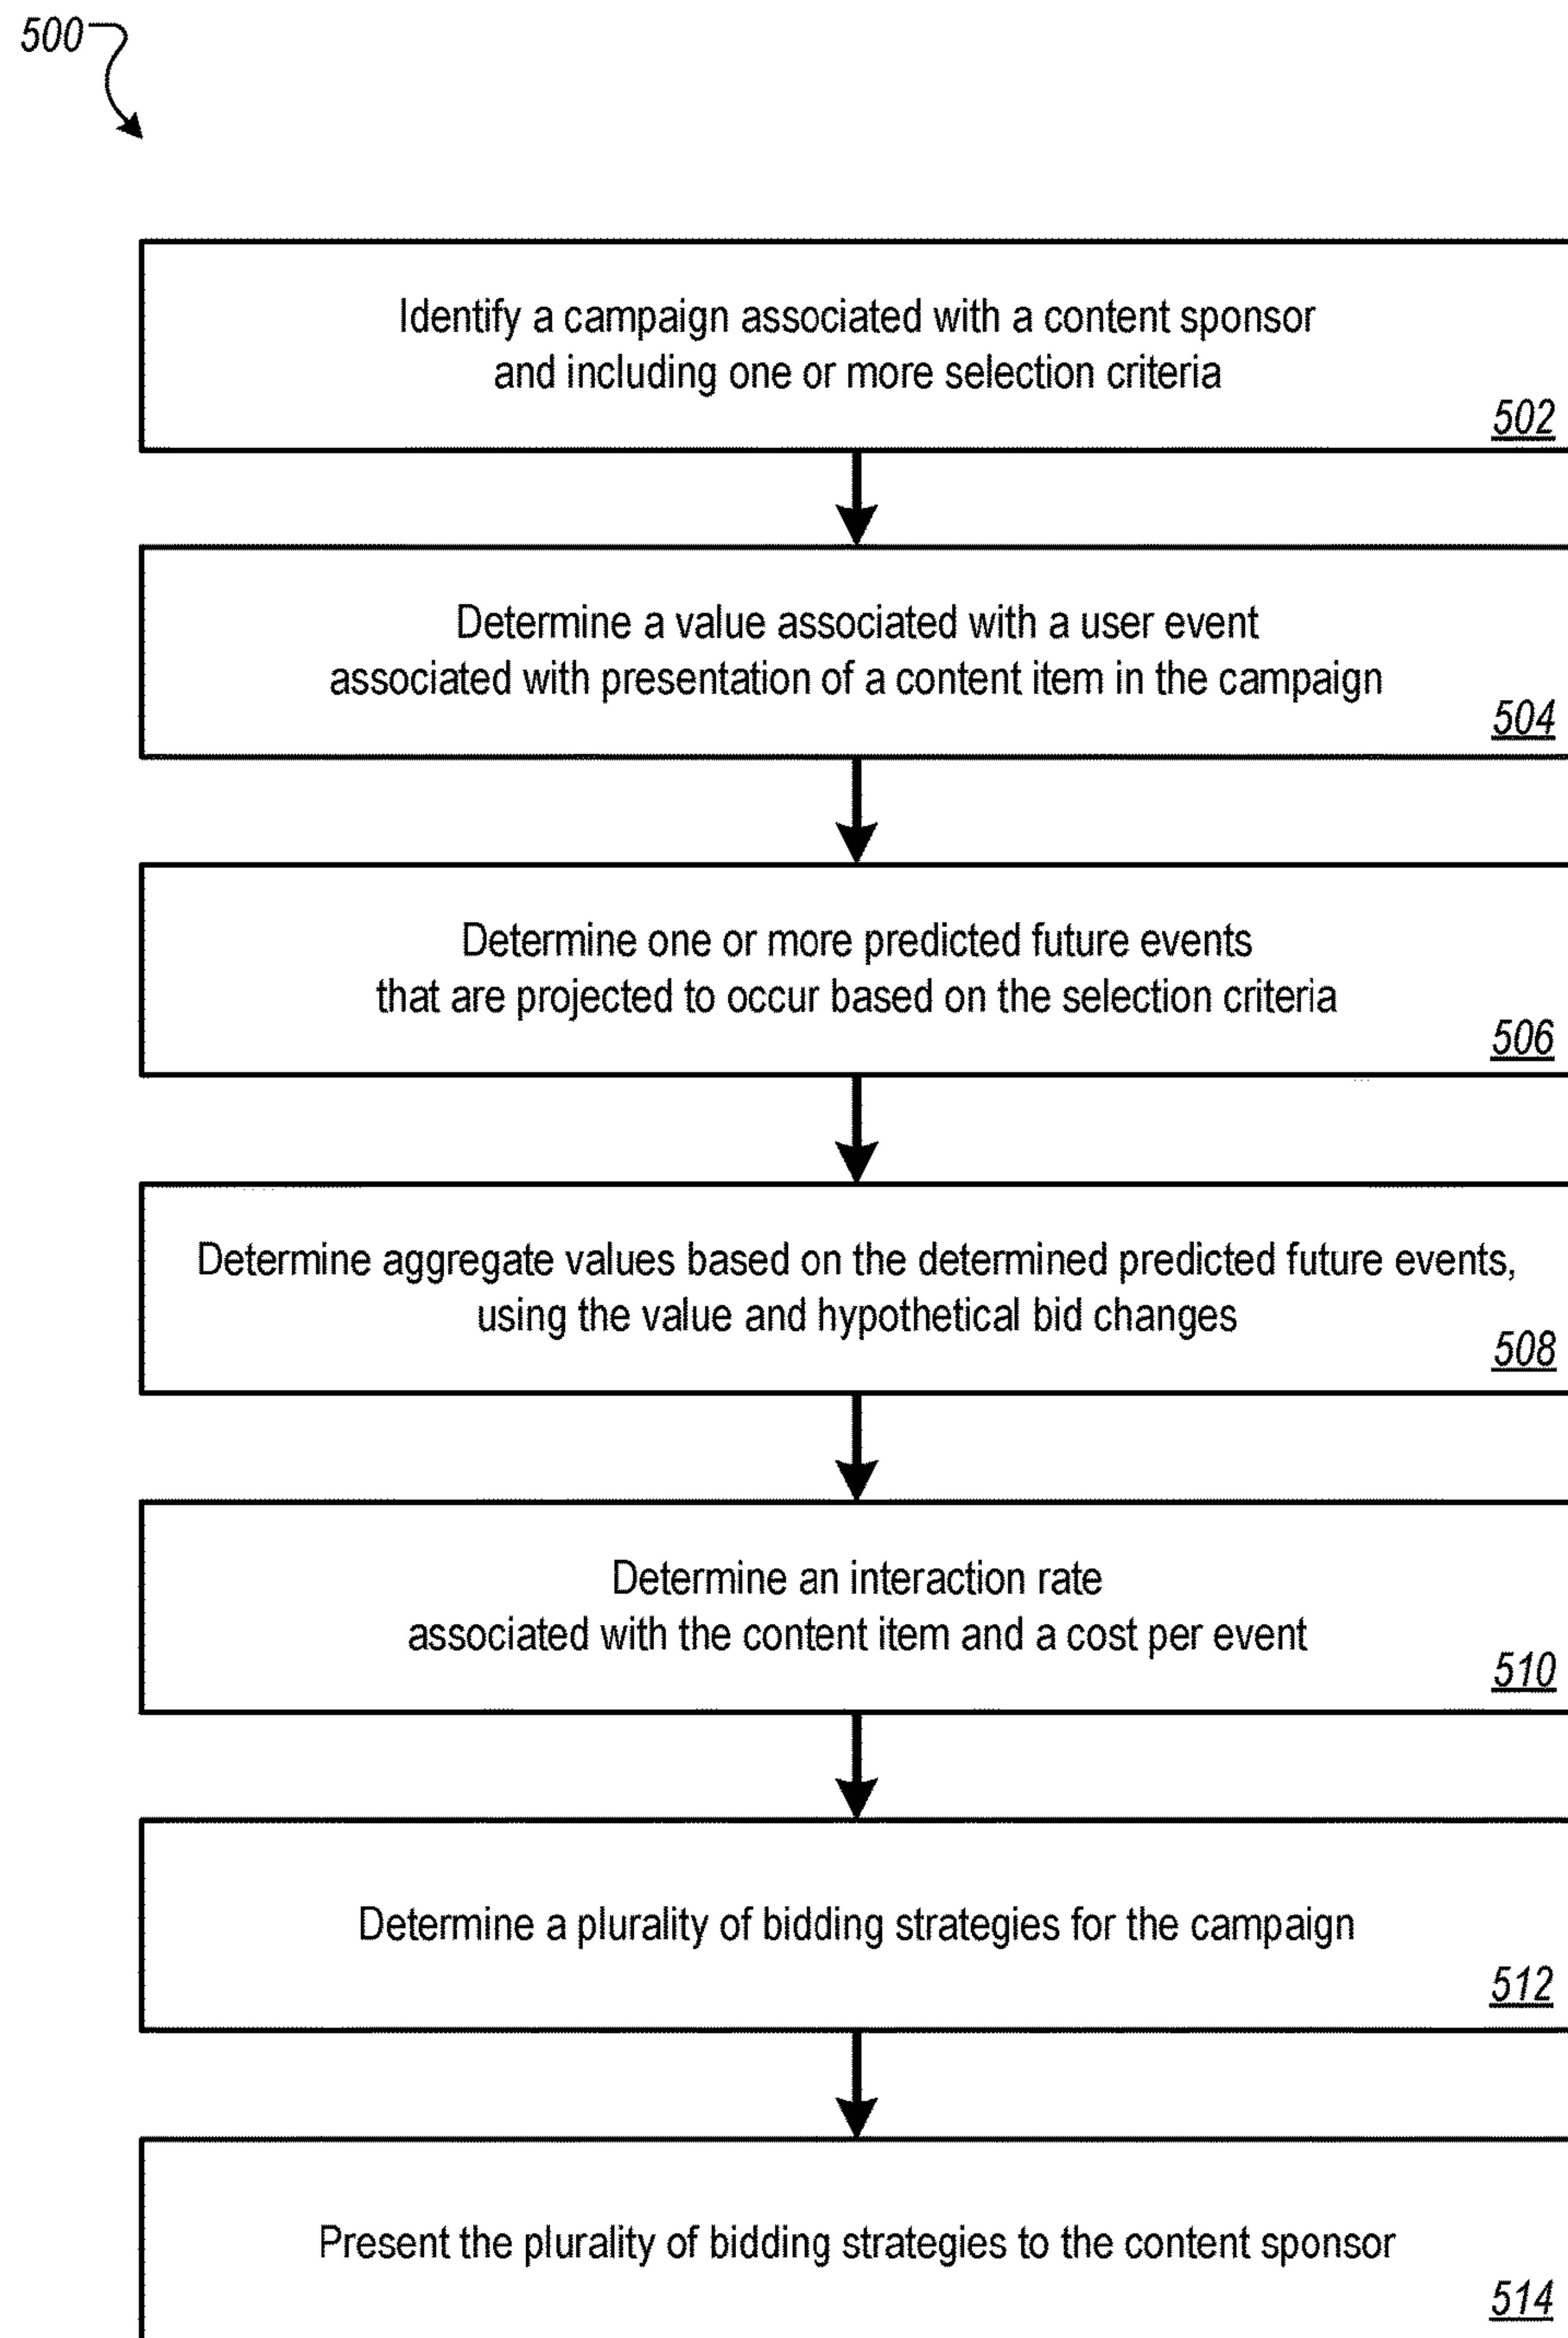 500
Identify a campaign associated with a content sponsor
and including one or more selection criteria
502
Determine a value associated with a user event
associated with presentation of a content item in the campaign
504
Determine one or more predicted future events
that are projected to occur based on the selection criteria
506
Determine aggregate values based on the determined predicted future events,
using the value and hypothetical bid changes
508
Determine an interaction rate
associated with the content item and a cost per event
510
Determine a plurality of bidding strategies for the campaign
512
Present the plurality of bidding strategies to the content sponsor
514